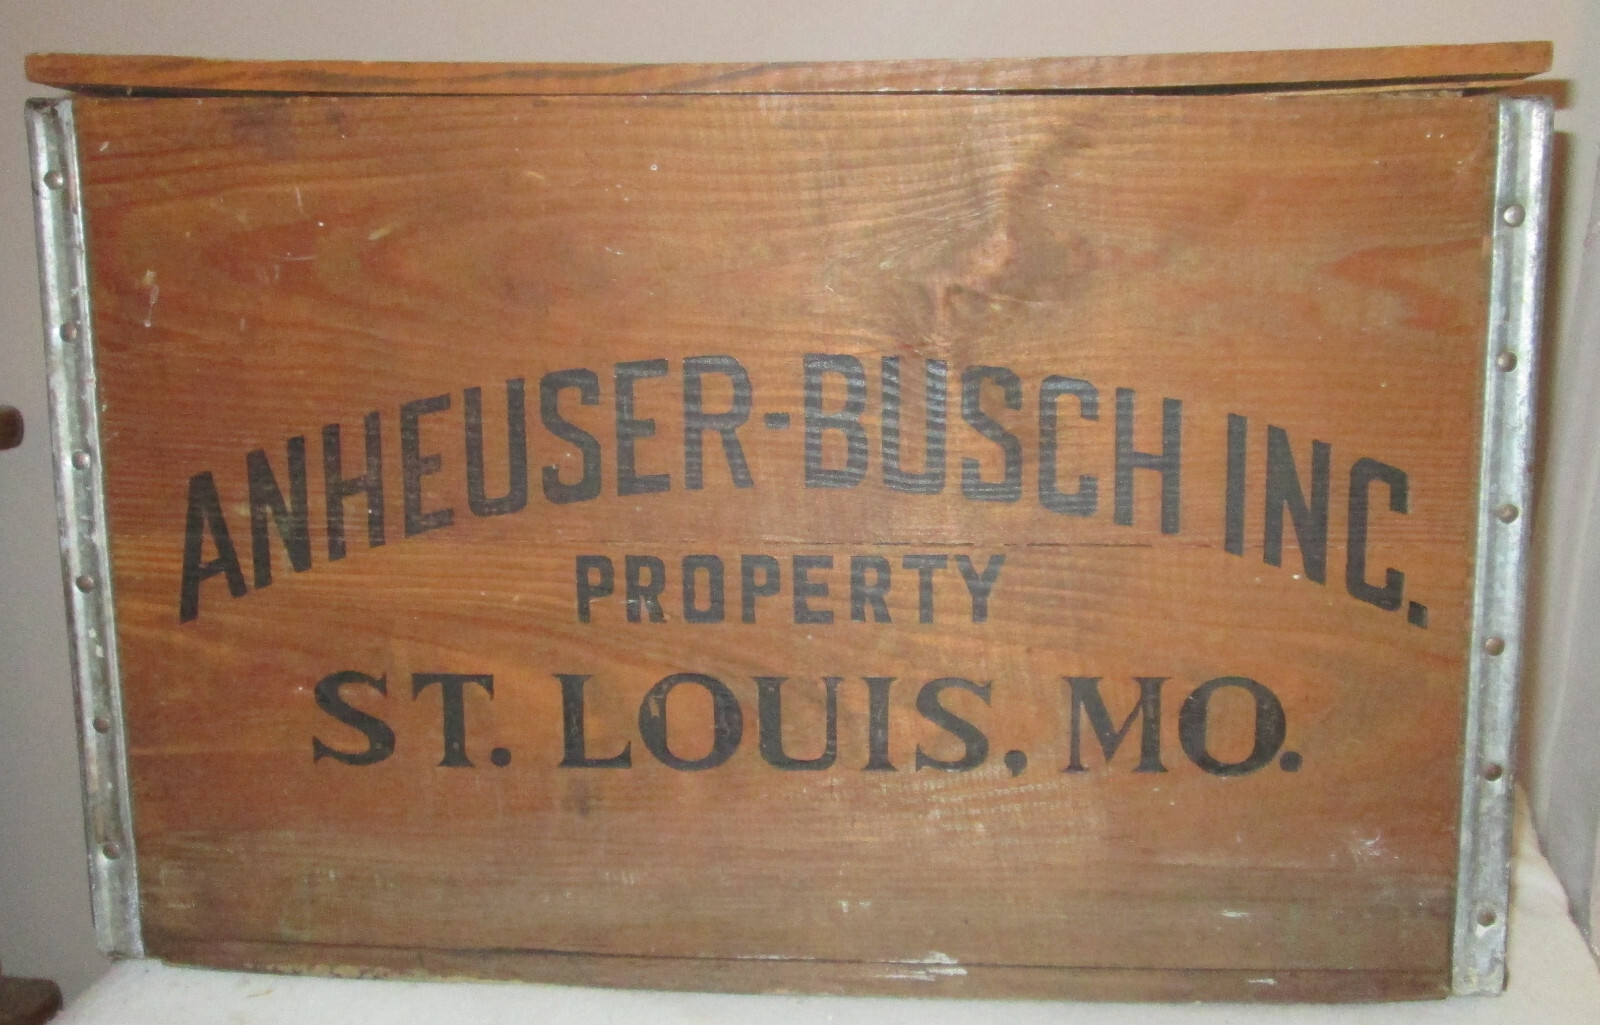 ANHEUSER-BUSCH INC.
PROPERTY
ST. LOUIS, MO.